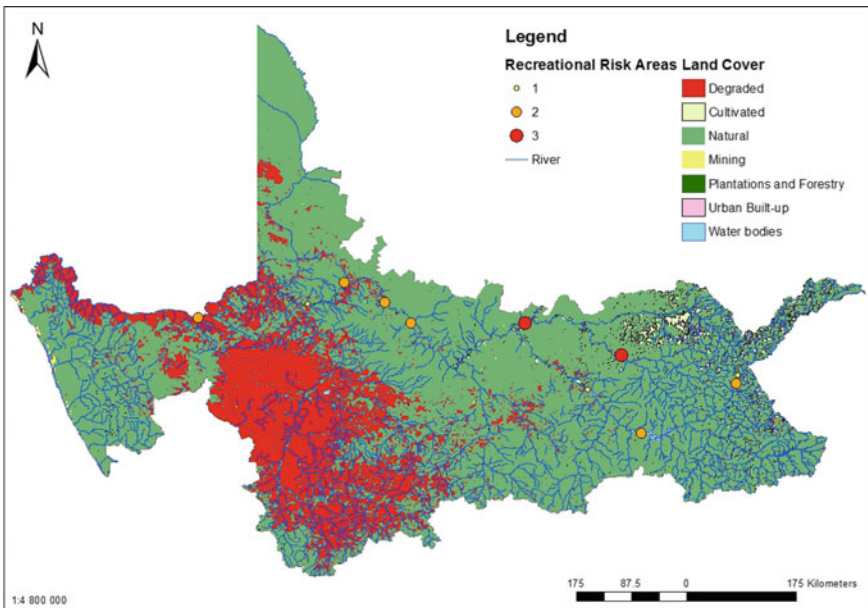 N
Legend
Recreational Risk Areas Land Cover
1
2
3
River
Degraded
Cultivated
Natural
Mining
Plantations and Forestry
Urban Built-up
Water bodies
1:4 800 000
175 87.5 0 175 Kilometers